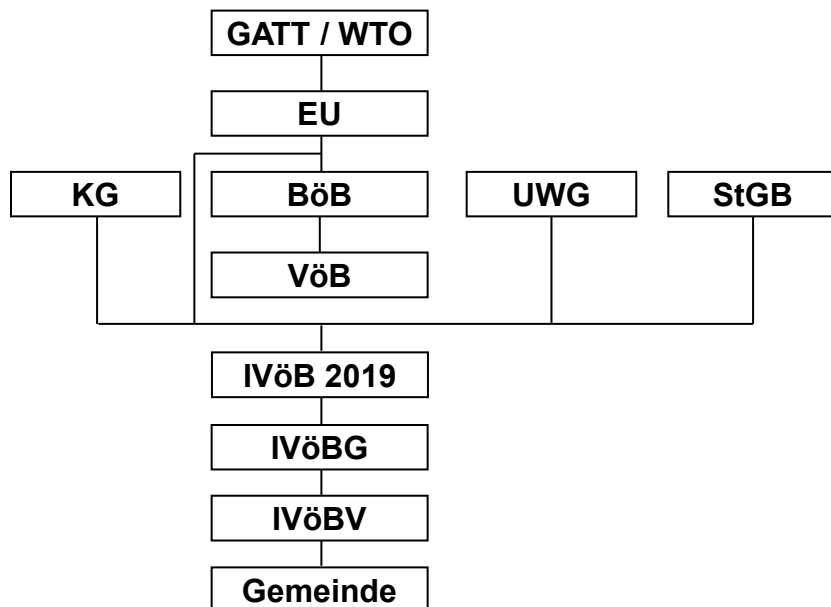 GATT / WTO
EU
KG
BöB
UWG
StGB
VöB
IVöB 2019
IVöBG
IVöBV
Gemeinde